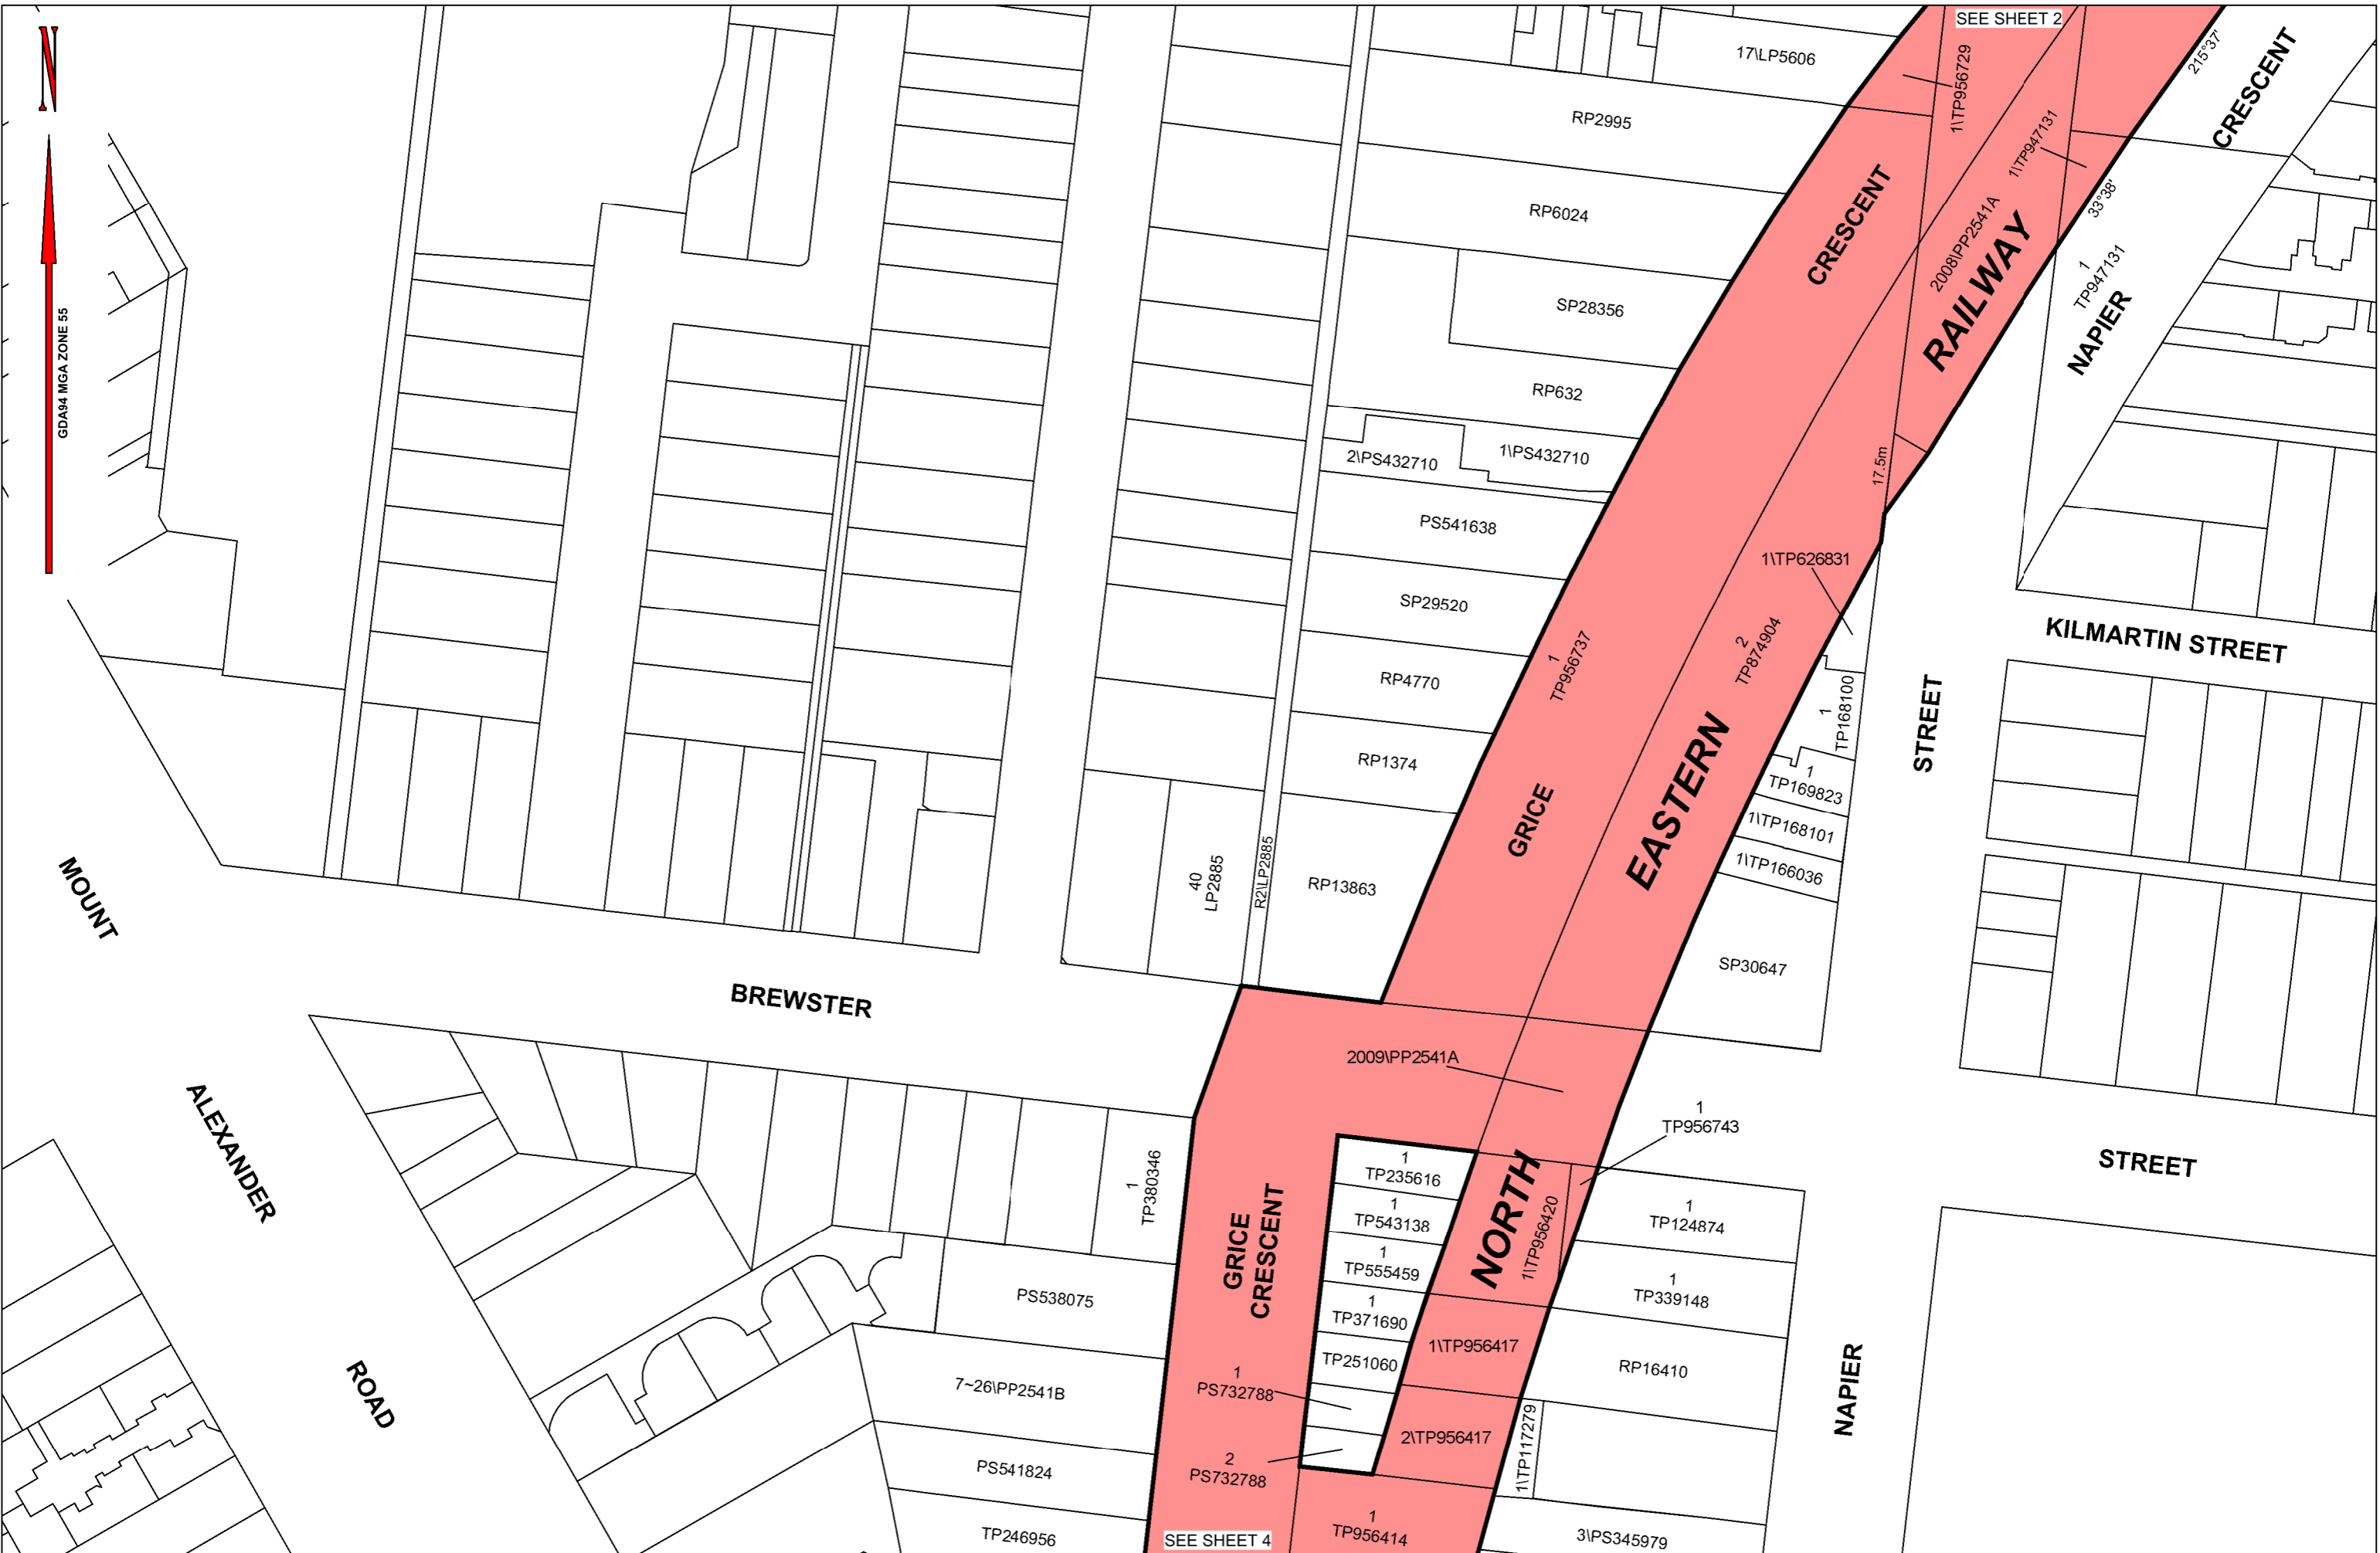 SEE SHEET 2
N
GDA94 MGA ZONE 55
17\LP5606
1\TP956729
215°37'
CRESCENT
RP2995
1\TP947131
33°38'
RP6024
CRESCENT
2008\PP2541A
RAILWAY
1
TP947131
NAPIER
SP28356
RP632
2\PS432710
1\PS432710
17.5m
PS541638
1\TP626831
SP29520
1
TP956737
2
TP874904
KILMARTIN STREET
RP4770
1
TP168100
STREET
RP1374
1
TP169823
GRICE
EASTERN
1\TP168101
1\TP166036
MOUNT
40
LP2885
R2\LP2885
RP13863
SP30647
BREWSTER
2009\PP2541A
ALEXANDER
1
TP956743
STREET
1
TP380346
1
TP235616
NORTH
1\TP956420
1
TP543138
1
TP124874
GRICE
CRESCENT
1
TP555459
1
TP339148
PS538075
1
TP371690
1\TP956417
TP251060
RP16410
ROAD
7~26\PP2541B
1
PS732788
NAPIER
2\TP956417
1\TP117279
PS541824
2
PS732788
TP246956
SEE SHEET 4
1
TP956414
3\PS345979